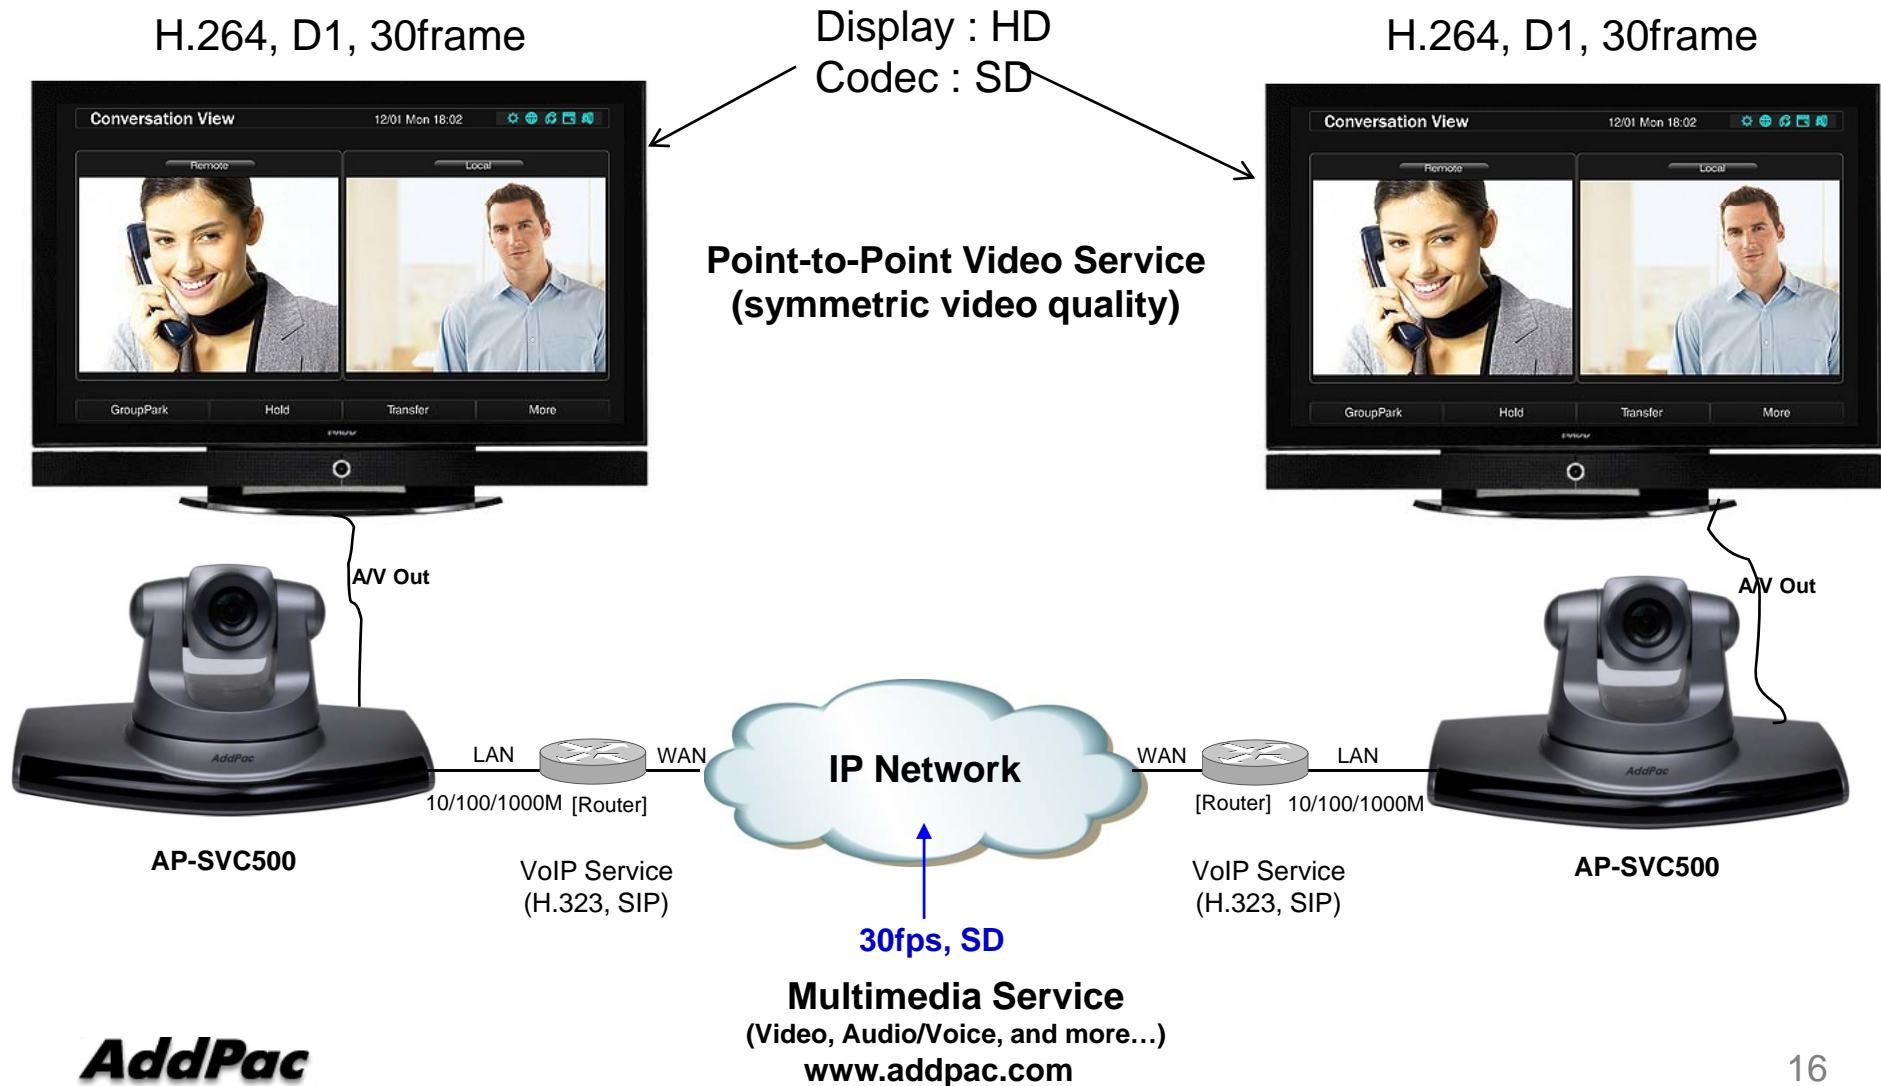 H.264, D1, 30frame
Display : HD
Codec : SD
H.264, D1, 30frame
Conversation View
12/01 Mon 18:02
Remote
Local
GroupPark
Hold
Transfer
More
Conversation View
12/01 Mon 18:02
Remote
Local
GroupPark
Hold
Transfer
More
Point-to-Point Video Service
(symmetric video quality)
A/V Out
A/V Out
AddPac
AddPac
LAN
WAN
IP Network
WAN
LAN
10/100/1000M
[Router]
[Router]
10/100/1000M
AP-SVC500
VoIP Service
(H.323, SIP)
VoIP Service
(H.323, SIP)
AP-SVC500
30fps, SD
Multimedia Service
(Video, Audio/Voice, and more…)
www.addpac.com
AddPac
16